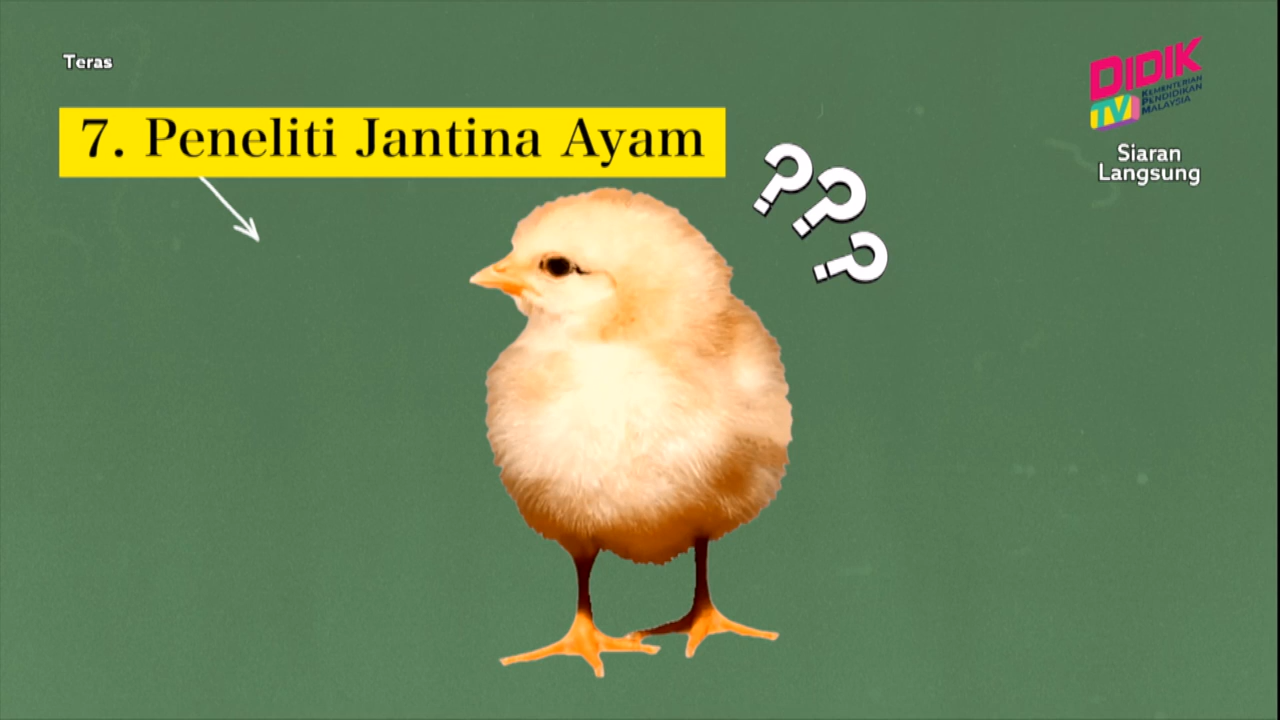 Teras
7. Peneliti Jantina Ayam
???
DIDIK
TV
KEMENTERIAN
PENDIDIKAN
MALAYSIA
Siaran
Langsung